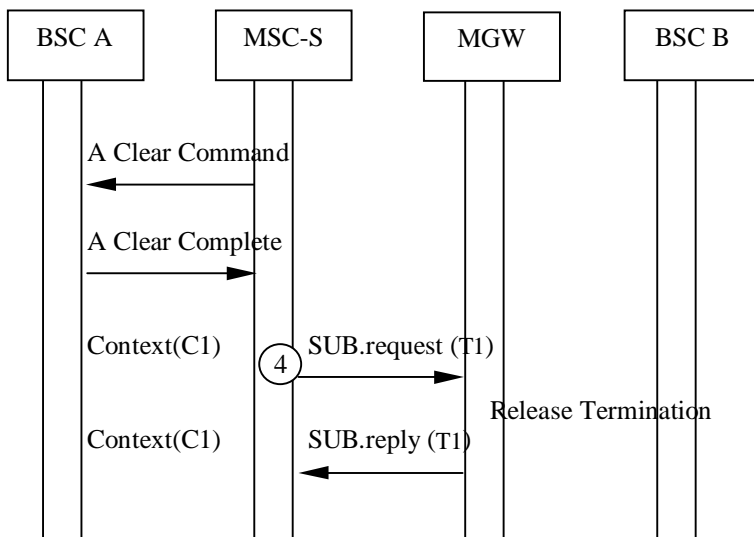 BSC A MSC-S MGW BSC B
A Clear Command
A Clear Complete
Context(C1) 4 SUB.request (T1)
Release Termination
Context(C1) SUB.reply (T1)